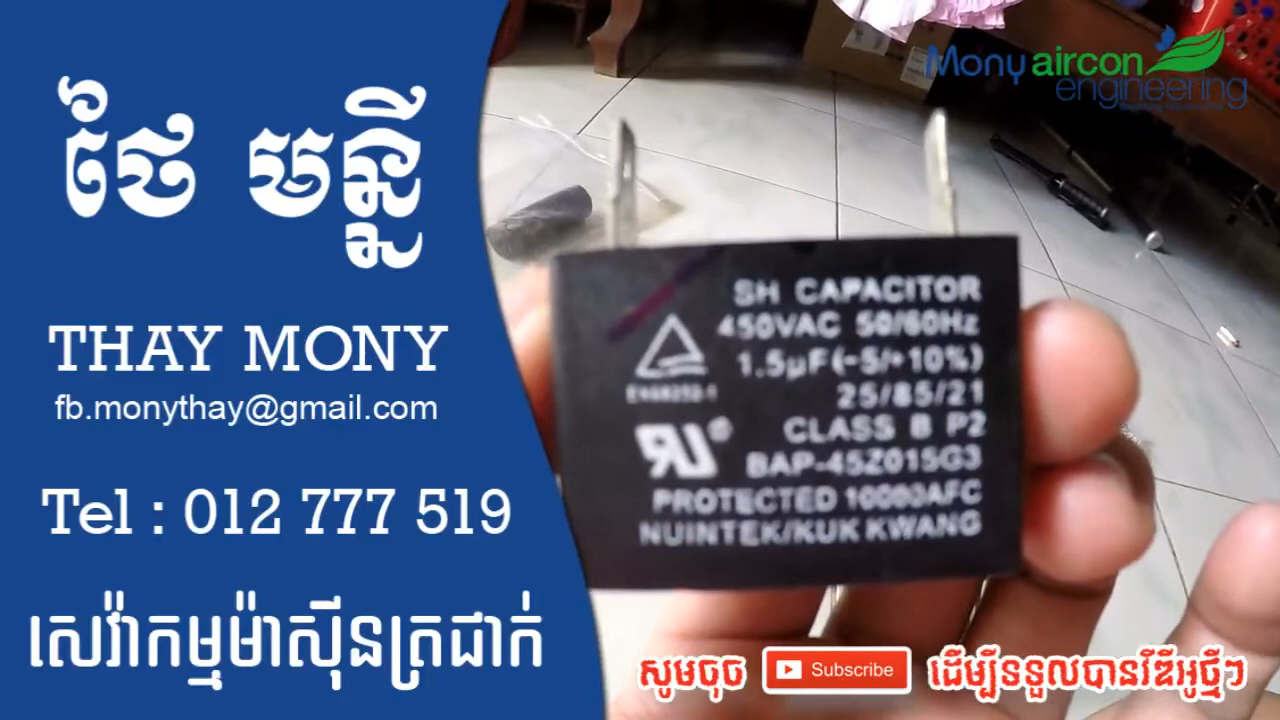 ថៃ មន្នី
THAY MONY
fb.monythay@gmail.com
Tel : 012 777 519
សេវ៉ាកម្មម៉ាស៊ីនត្រជាក់
Mony aircon
engineering
SH CAPACITOR
450VAC 50/60Hz
1.5µF(-5/+10%)
25/85/21
CLASS B P2
BAP-45Z015G3
PROTECTED 10000AFC
NUINTEK/KUK KWANG
សូមចុច Subscribe ដើម្បីទទួលបានវីឌីអូថ្មីៗ